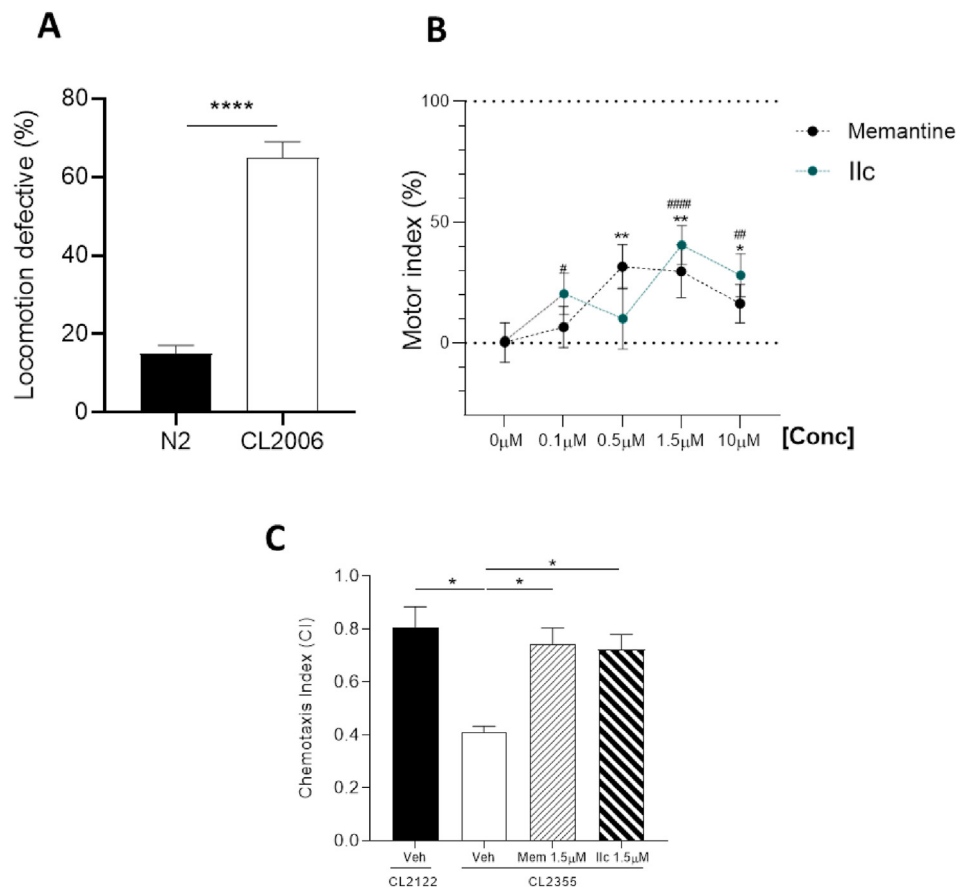 A
Locomotion defective (%)
80
60
40
20
0
****
N2
CL2006
B
Motor index (%)
100
50
0
#
**
####
**
##
*
0μM
0.1μM
0.5μM
1.5μM
10μM
[Conc]
Memantine
IIc
C
Chemotaxis Index (CI)
1.0
0.8
0.6
0.4
0.2
0.0
*
*
*
Veh
Veh
Mem 1.5μM
IIc 1.5μM
CL2122
CL2355